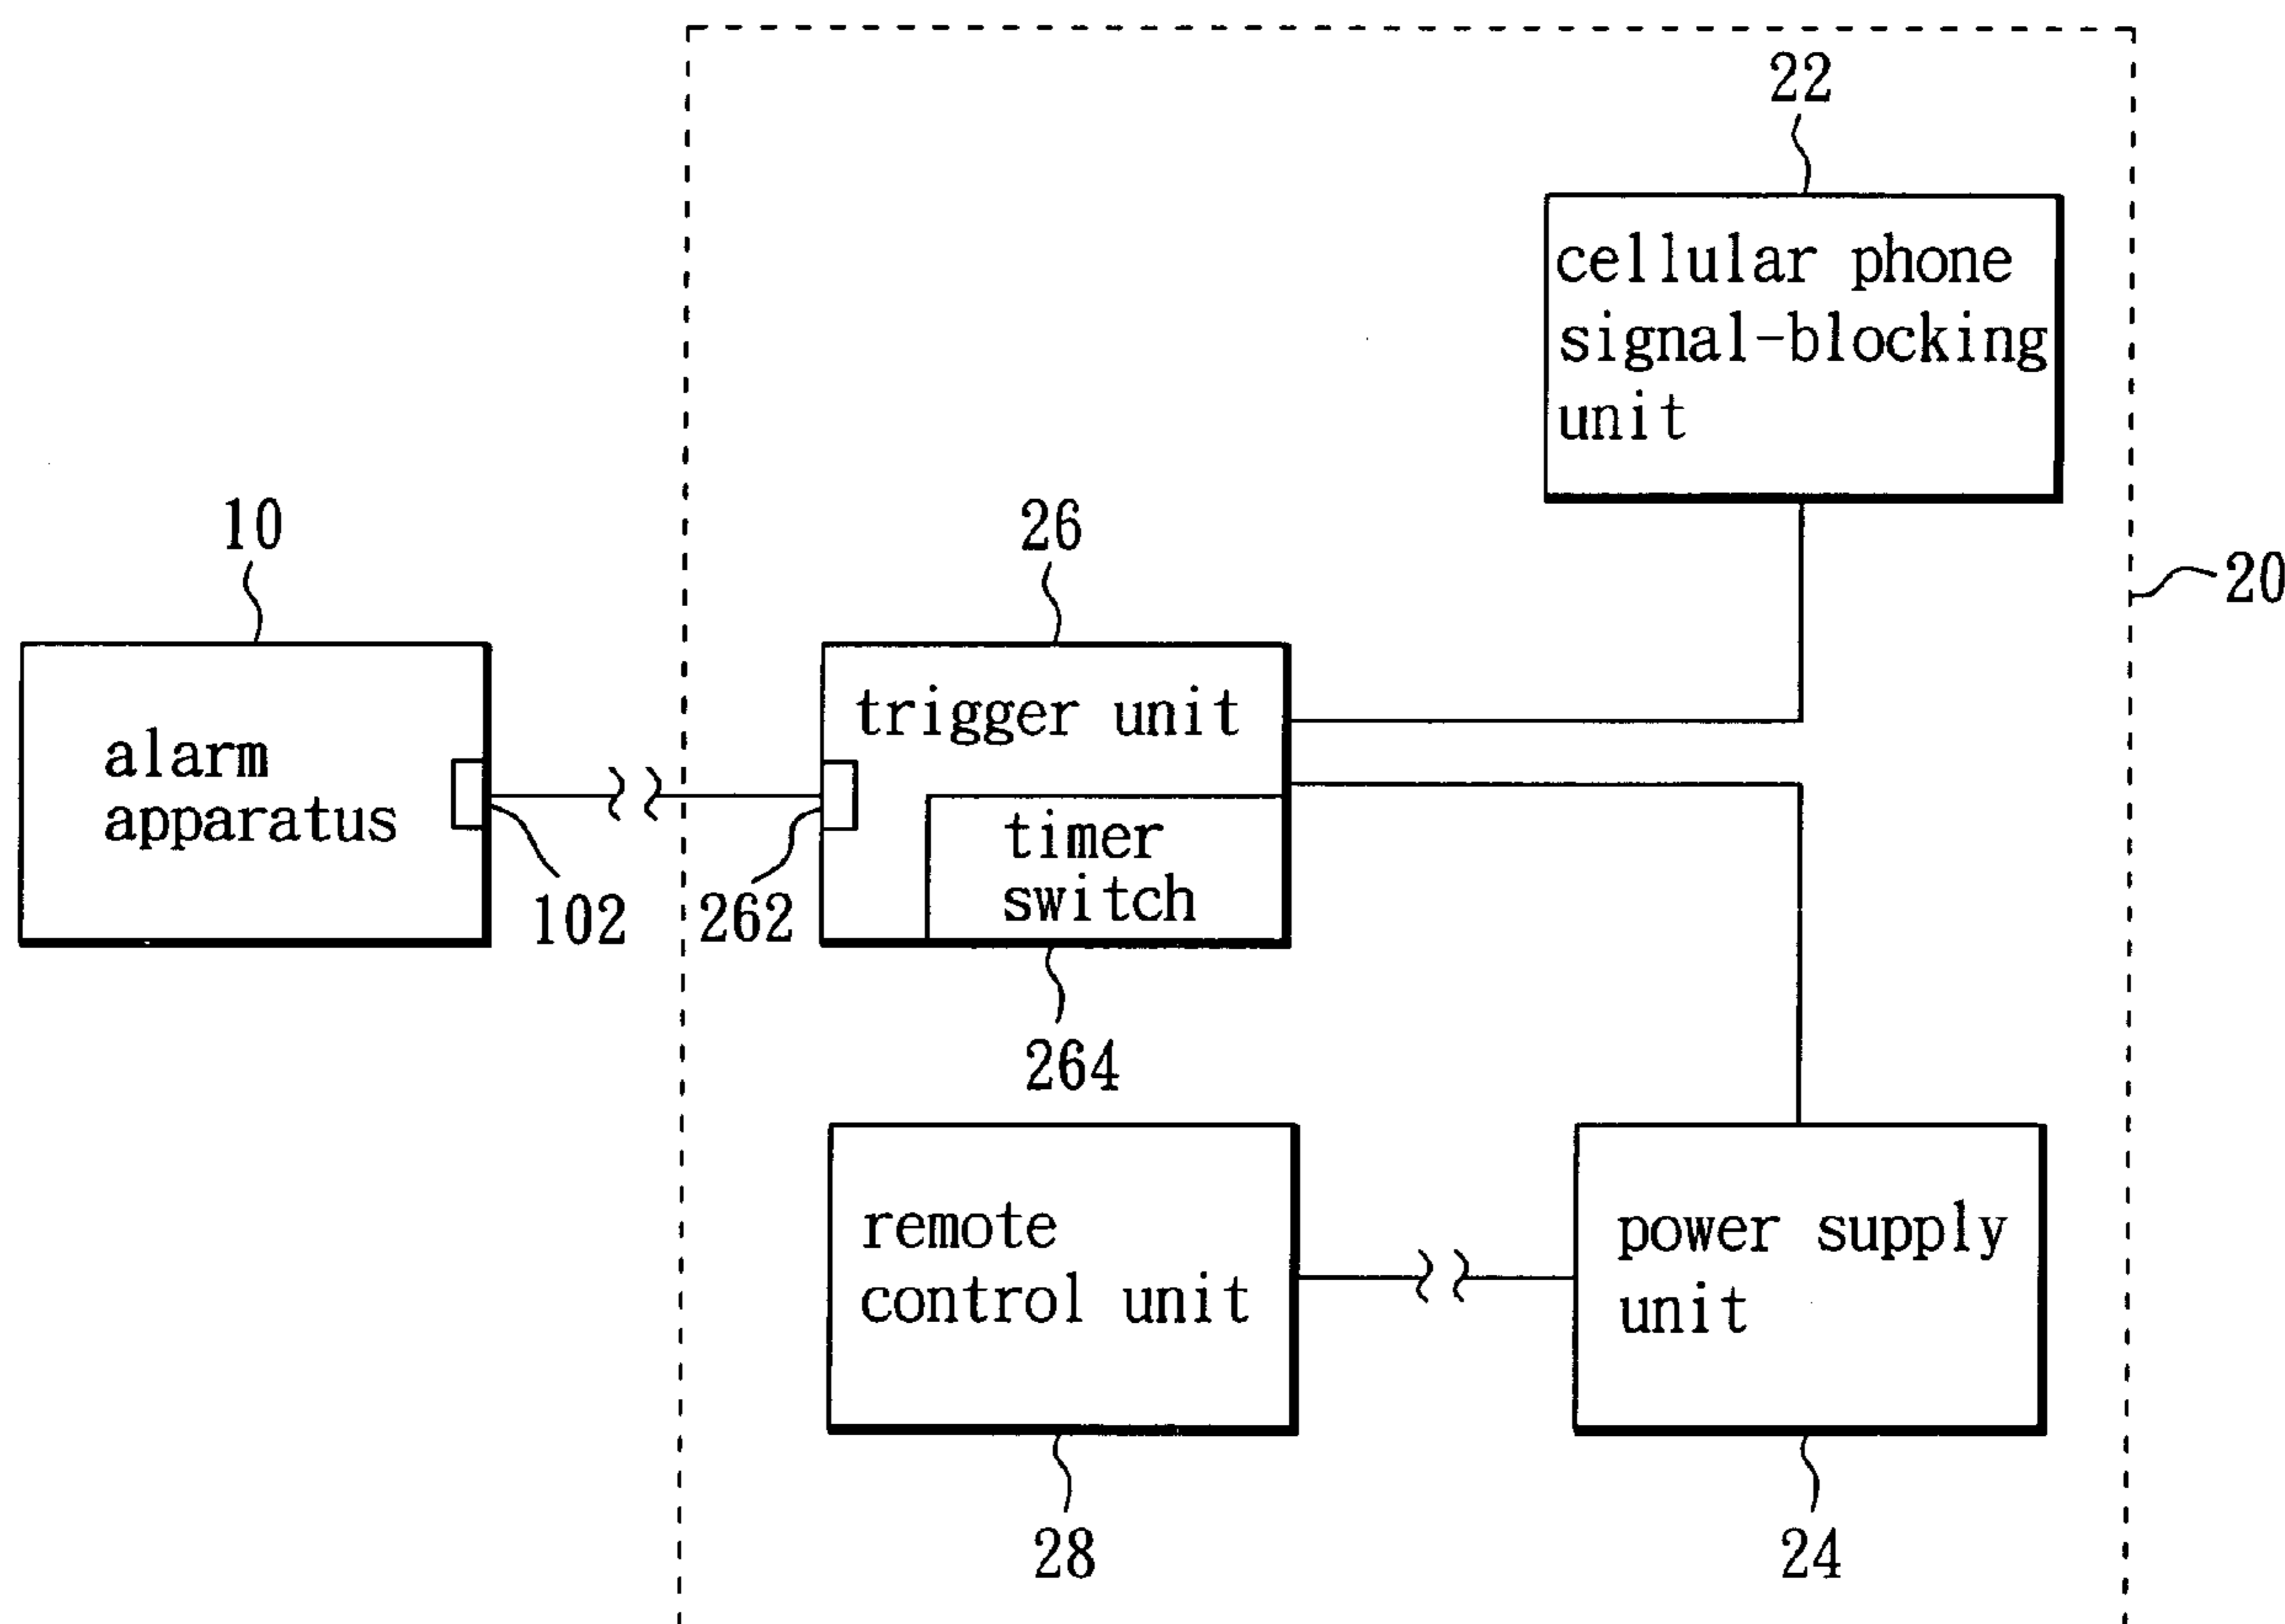 22
cellular phone
signal-blocking
unit
20
10
alarm
apparatus
102
26
trigger unit
262
timer
switch
264
remote
control unit
28
power supply
unit
24